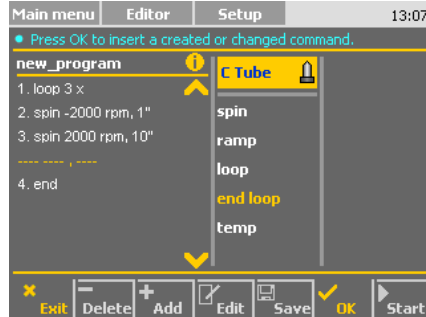 Main menu Editor Setup 13:07
• Press OK to insert a created or changed command.
new_program i
C Tube
1. loop 3 x
2. spin -2000 rpm, 1"
3. spin 2000 rpm, 10"
---- ---- , ----
4. end
spin
ramp
loop
end loop
temp
Exit Delete Add Edit Save OK Start